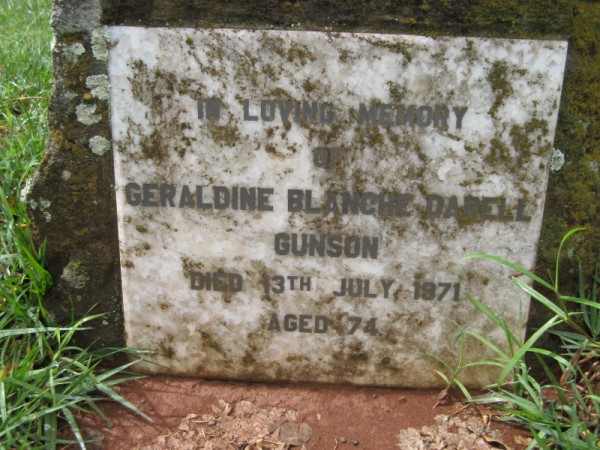 IN LOVING MEMORY
OF
GERALDINE BLANCHE DARELL
GUNSON
DIED 13TH JULY 1971
AGED 74